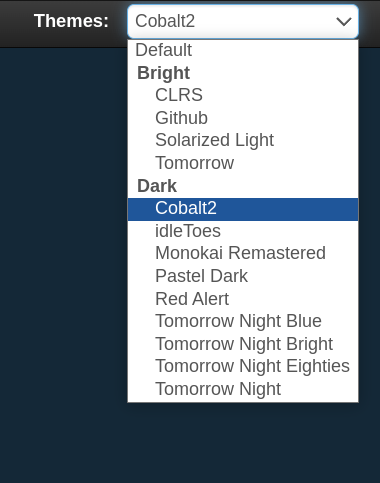 Themes: Cobalt2
Default
Bright
CLRS
Github
Solarized Light
Tomorrow
Dark
Cobalt2
idleToes
Monokai Remastered
Pastel Dark
Red Alert
Tomorrow Night Blue
Tomorrow Night Bright
Tomorrow Night Eighties
Tomorrow Night